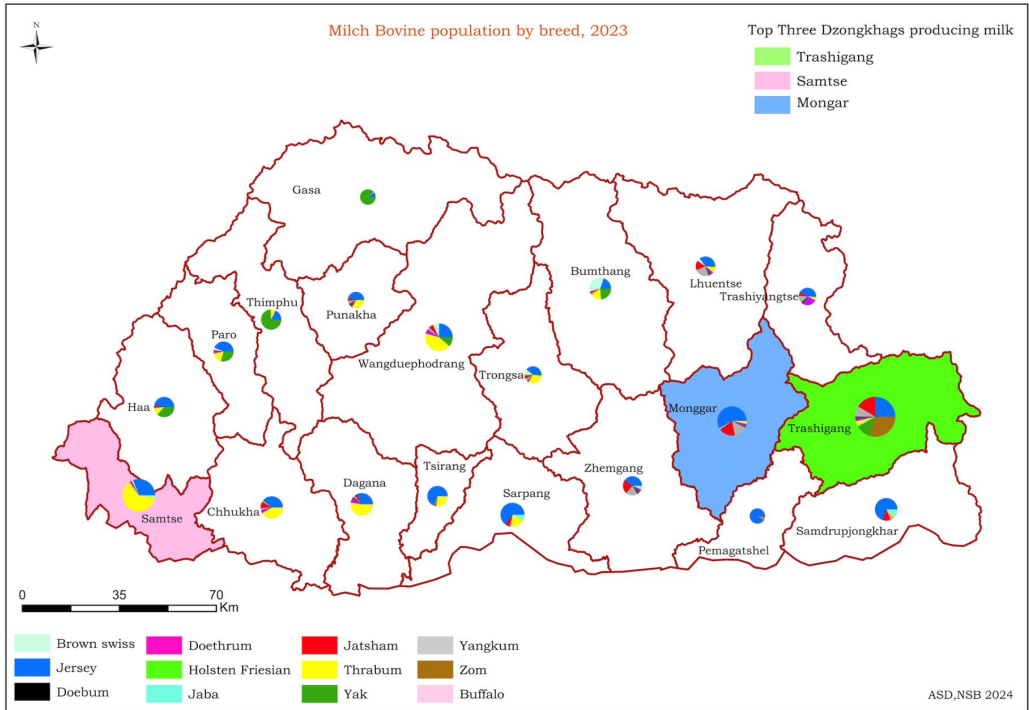 N
Milch Bovine population by breed, 2023
Top Three Dzongkhags producing milk
Trashigang
Samtse
Mongar
Gasa
Bumthang
Lhuentse
Trashiyangtse
Thimphu
Punakha
Paro
Wangduephodrang
Trongsa
Haa
Monggar
Trashigang
Tsirang
Zhemgang
Dagana
Sarpang
Samtse
Chhukha
Samdrupjongkhar
Pemagatshel
0 35 70
Km
Brown swiss Doethrum Jatsham Yangkum
Jersey Holsten Friesian Thrabum Zom
Doebum Jaba Yak Buffalo
ASD,NSB 2024